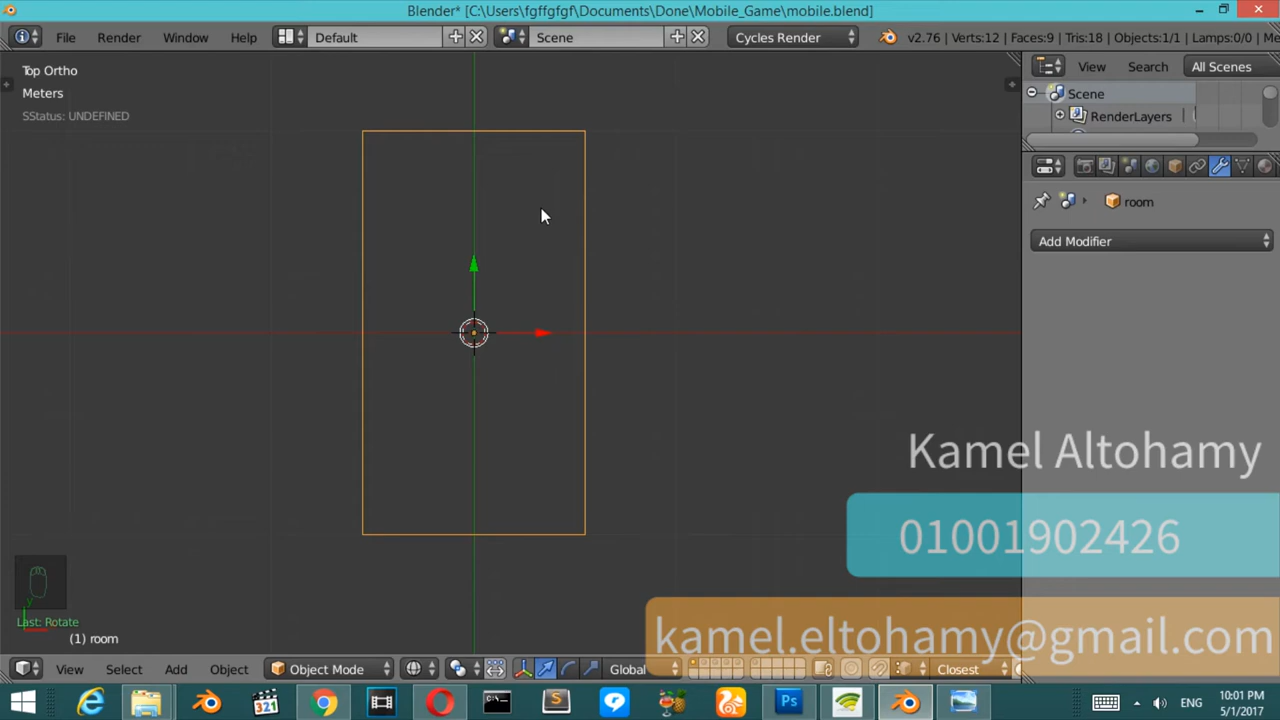 Blender* [C:\Users\fgffgfgf\Documents\Done\Mobile_Game\mobile.blend]
File Render Window Help Default Scene Cycles Render v2.76 | Verts:12 | Faces:9 | Tris:18 | Objects:1/1 | Lamps:0/0 | Me
Top Ortho
Meters
SStatus: UNDEFINED
View Search All Scenes
Scene
RenderLayers
room
Add Modifier
Kamel Altohamy
01001902426
kamel.eltohamy@gmail.com
y
Last: Rotate
(1) room
View Select Add Object Object Mode Global Closest
321 S Ps ENG
10:01 PM
5/1/2017